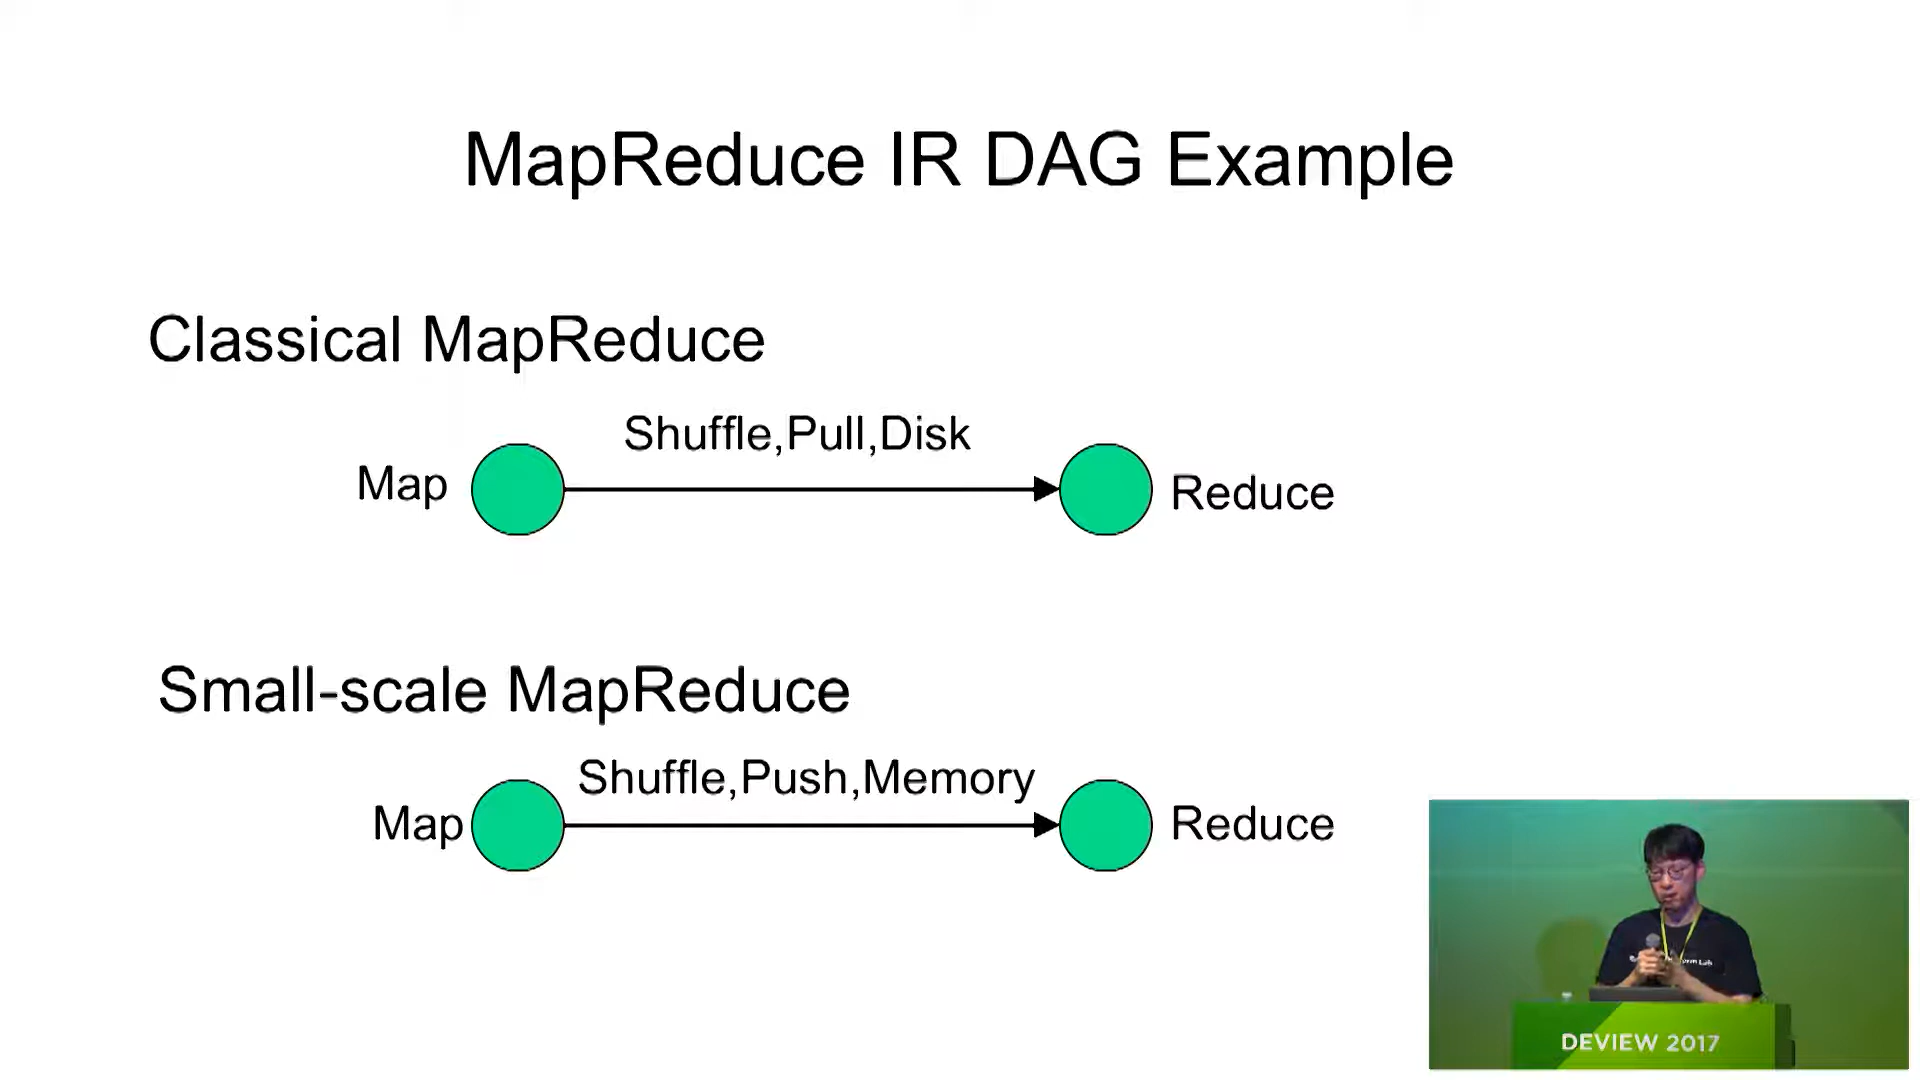 MapReduce IR DAG Example
Classical MapReduce
Shuffle,Pull,Disk
Map
Reduce
Small-scale MapReduce
Shuffle,Push,Memory
Map
Reduce
DEVIEW 2017